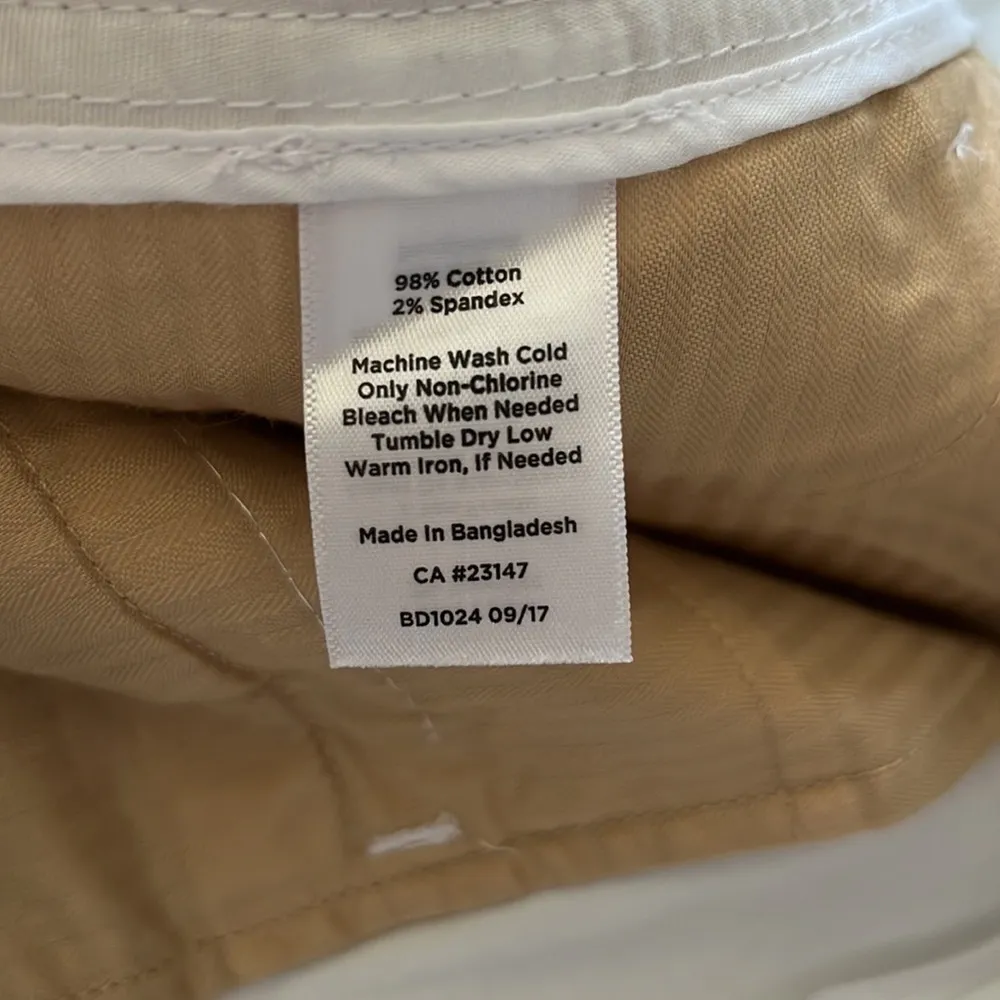 98% Cotton
2% Spandex
Machine Wash Cold
Only Non-Chlorine
Bleach When Needed
Tumble Dry Low
Warm Iron, If Needed
Made In Bangladesh
CA #23147
BD1024 09/17